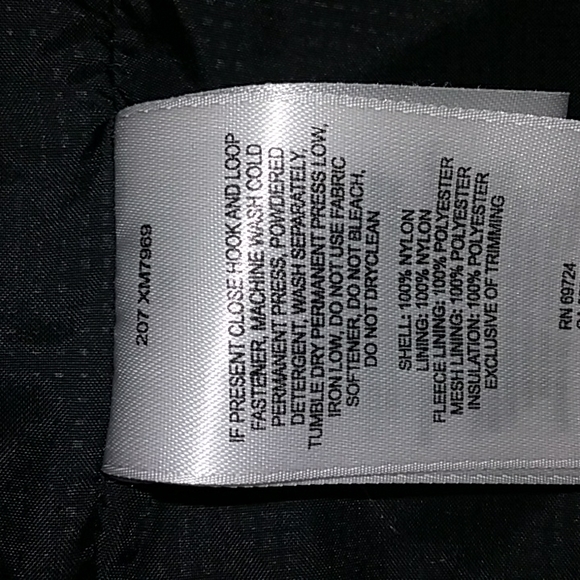 207 XM7969
IF PRESENT CLOSE HOOK AND LOOP
FASTENER, MACHINE WASH COLD
PERMANENT PRESS, POWDERED
DETERGENT, WASH SEPARATELY,
TUMBLE DRY PERMANENT PRESS LOW,
IRON LOW, DO NOT USE FABRIC
SOFTENER, DO NOT BLEACH,
DO NOT DRYCLEAN
SHELL: 100% NYLON
LINING: 100% NYLON
FLEECE LINING: 100% POLYESTER
MESH LINING: 100% POLYESTER
INSULATION: 100% POLYESTER
EXCLUSIVE OF TRIMMING
RN 69724